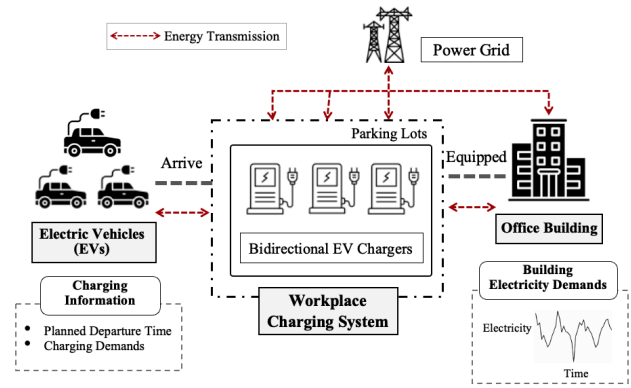 Energy Transmission
Power Grid
Parking Lots
Arrive
Equipped
Bidirectional EV Chargers
Electric Vehicles
(EVs)
Office Building
Workplace
Charging System
Charging
Information
Planned Departure Time
Charging Demands
Building
Electricity Demands
Electricity
Time